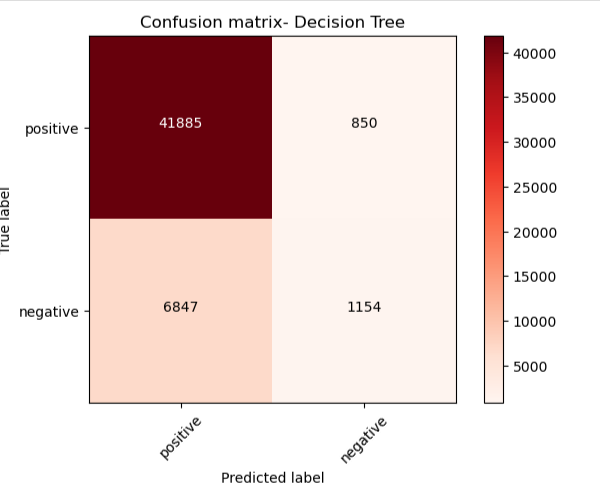 Confusion matrix- Decision Tree
True label
positive
negative
41885
850
6847
1154
positive
negative
Predicted label
40000
35000
30000
25000
20000
15000
10000
5000